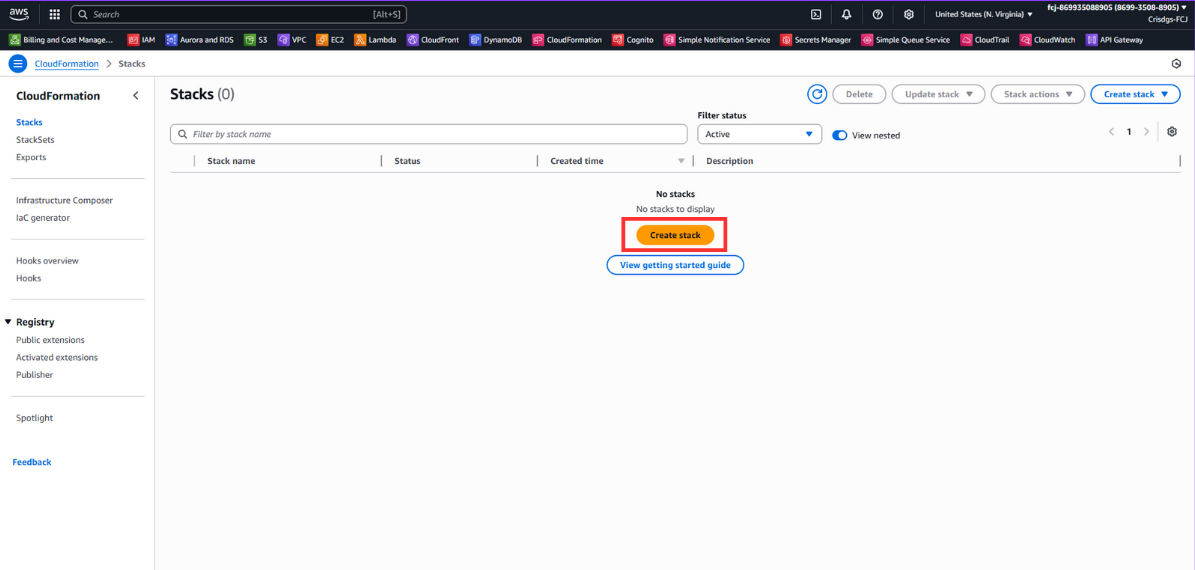 aws
Search [Alt+S]
United States (N. Virginia)
fcj-869935088905 (8699-3508-8905)
Crisdgs-FCJ
Billing and Cost Manage... IAM Aurora and RDS S3 VPC EC2 Lambda CloudFront DynamoDB CloudFormation Cognito Simple Notification Service Secrets Manager Simple Queue Service CloudTrail CloudWatch API Gateway
CloudFormation > Stacks
CloudFormation
Stacks
StackSets
Exports
Infrastructure Composer
IaC generator
Hooks overview
Hooks
Registry
Public extensions
Activated extensions
Publisher
Spotlight
Feedback
Stacks (0)
Delete Update stack Stack actions Create stack
Filter status
Filter by stack name Active View nested 1
Stack name Status Created time Description
No stacks
No stacks to display
Create stack
View getting started guide